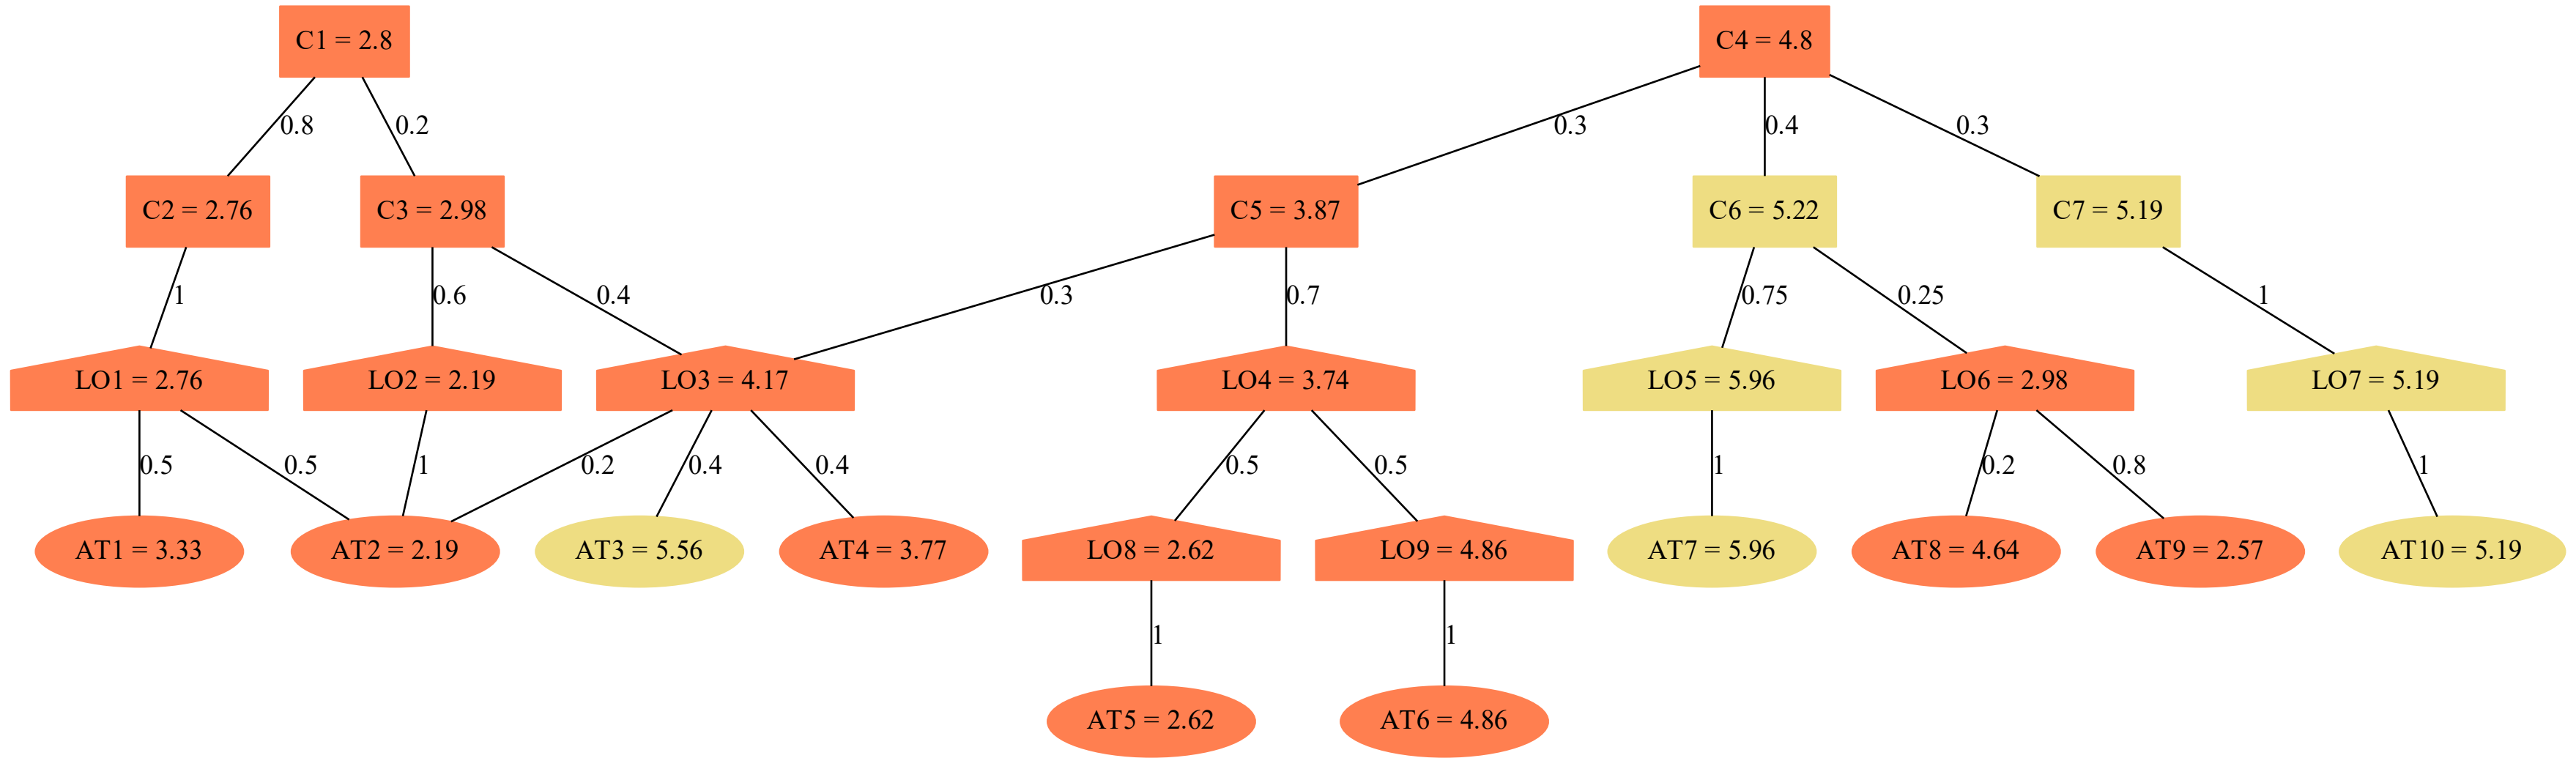 C1 = 2.8
C4 = 4.8
0.8
0.2
0.3
0.4
0.3
C2 = 2.76
C3 = 2.98
C5 = 3.87
C6 = 5.22
C7 = 5.19
1
0.6
0.4
0.3
0.7
0.75
0.25
1
LO1 = 2.76
LO2 = 2.19
LO3 = 4.17
LO4 = 3.74
LO5 = 5.96
LO6 = 2.98
LO7 = 5.19
0.5
0.5
1
0.2
0.4
0.4
0.5
0.5
1
0.2
0.8
1
AT1 = 3.33
AT2 = 2.19
AT3 = 5.56
AT4 = 3.77
LO8 = 2.62
LO9 = 4.86
AT7 = 5.96
AT8 = 4.64
AT9 = 2.57
AT10 = 5.19
1
1
AT5 = 2.62
AT6 = 4.86